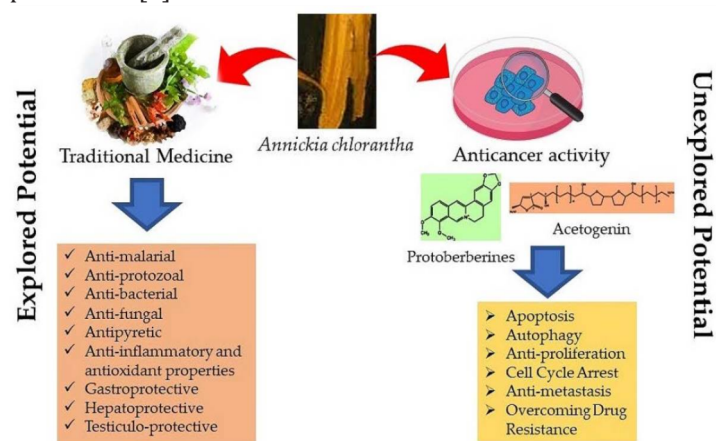 Explored Potential
Traditional Medicine
✓ Anti-malarial
✓ Anti-protozoal
✓ Anti-bacterial
✓ Anti-fungal
✓ Antipyretic
✓ Anti-inflammatory and
antioxidant properties
✓ Gastroprotective
✓ Hepatoprotective
✓ Testiculo-protective
Annickia chlorantha
Anticancer activity
Protoberberines
Acetogenin
➤ Apoptosis
➤ Autophagy
➤ Anti-proliferation
➤ Cell Cycle Arrest
➤ Anti-metastasis
➤ Overcoming Drug
Resistance
Unexplored Potential